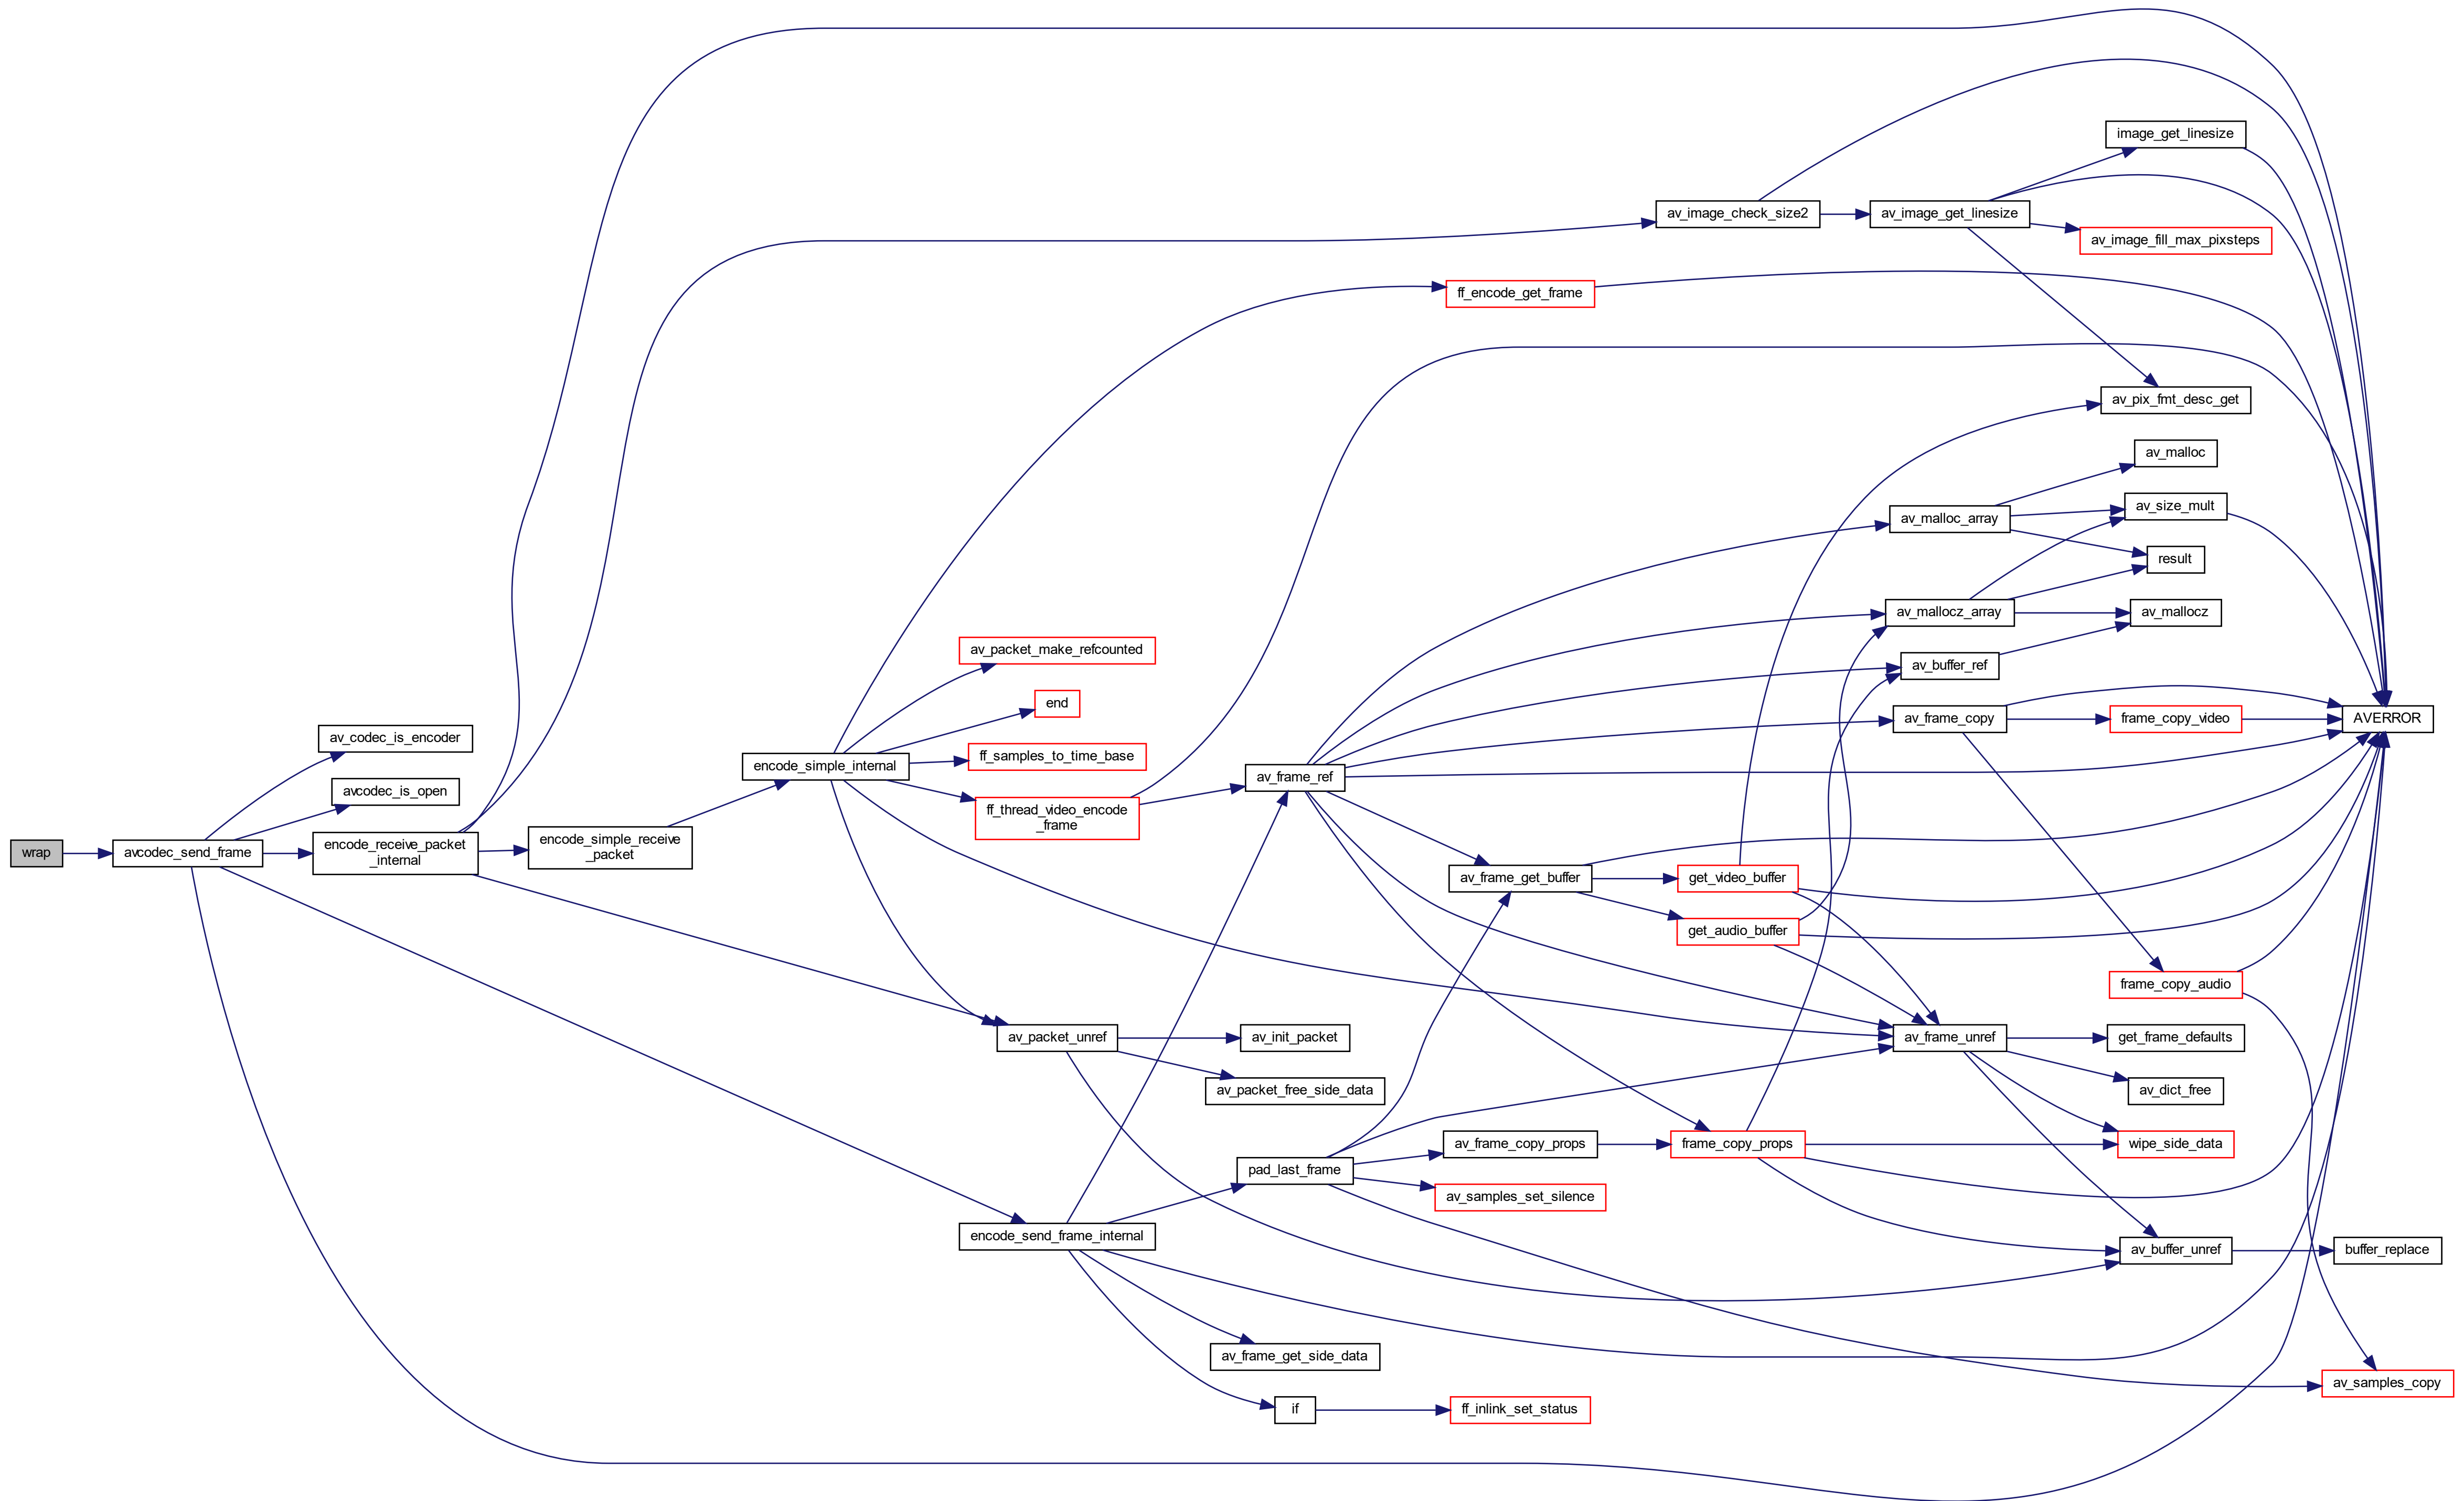 image_get_linesize
av_image_check_size2
av_image_get_linesize
av_image_fill_max_pixsteps
ff_encode_get_frame
av_pix_fmt_desc_get
av_malloc
av_size_mult
av_malloc_array
result
av_mallocz_array
av_mallocz
av_packet_make_refcounted
av_buffer_ref
end
av_frame_copy
frame_copy_video
AVERROR
av_codec_is_encoder
ff_samples_to_time_base
encode_simple_internal
av_frame_ref
avcodec_is_open
ff_thread_video_encode
_frame
wrap
avcodec_send_frame
encode_receive_packet
_internal
encode_simple_receive
_packet
av_frame_get_buffer
get_video_buffer
get_audio_buffer
frame_copy_audio
av_packet_unref
av_init_packet
av_frame_unref
get_frame_defaults
av_packet_free_side_data
av_dict_free
av_frame_copy_props
frame_copy_props
wipe_side_data
pad_last_frame
av_samples_set_silence
encode_send_frame_internal
av_buffer_unref
buffer_replace
av_frame_get_side_data
av_samples_copy
if
ff_inlink_set_status